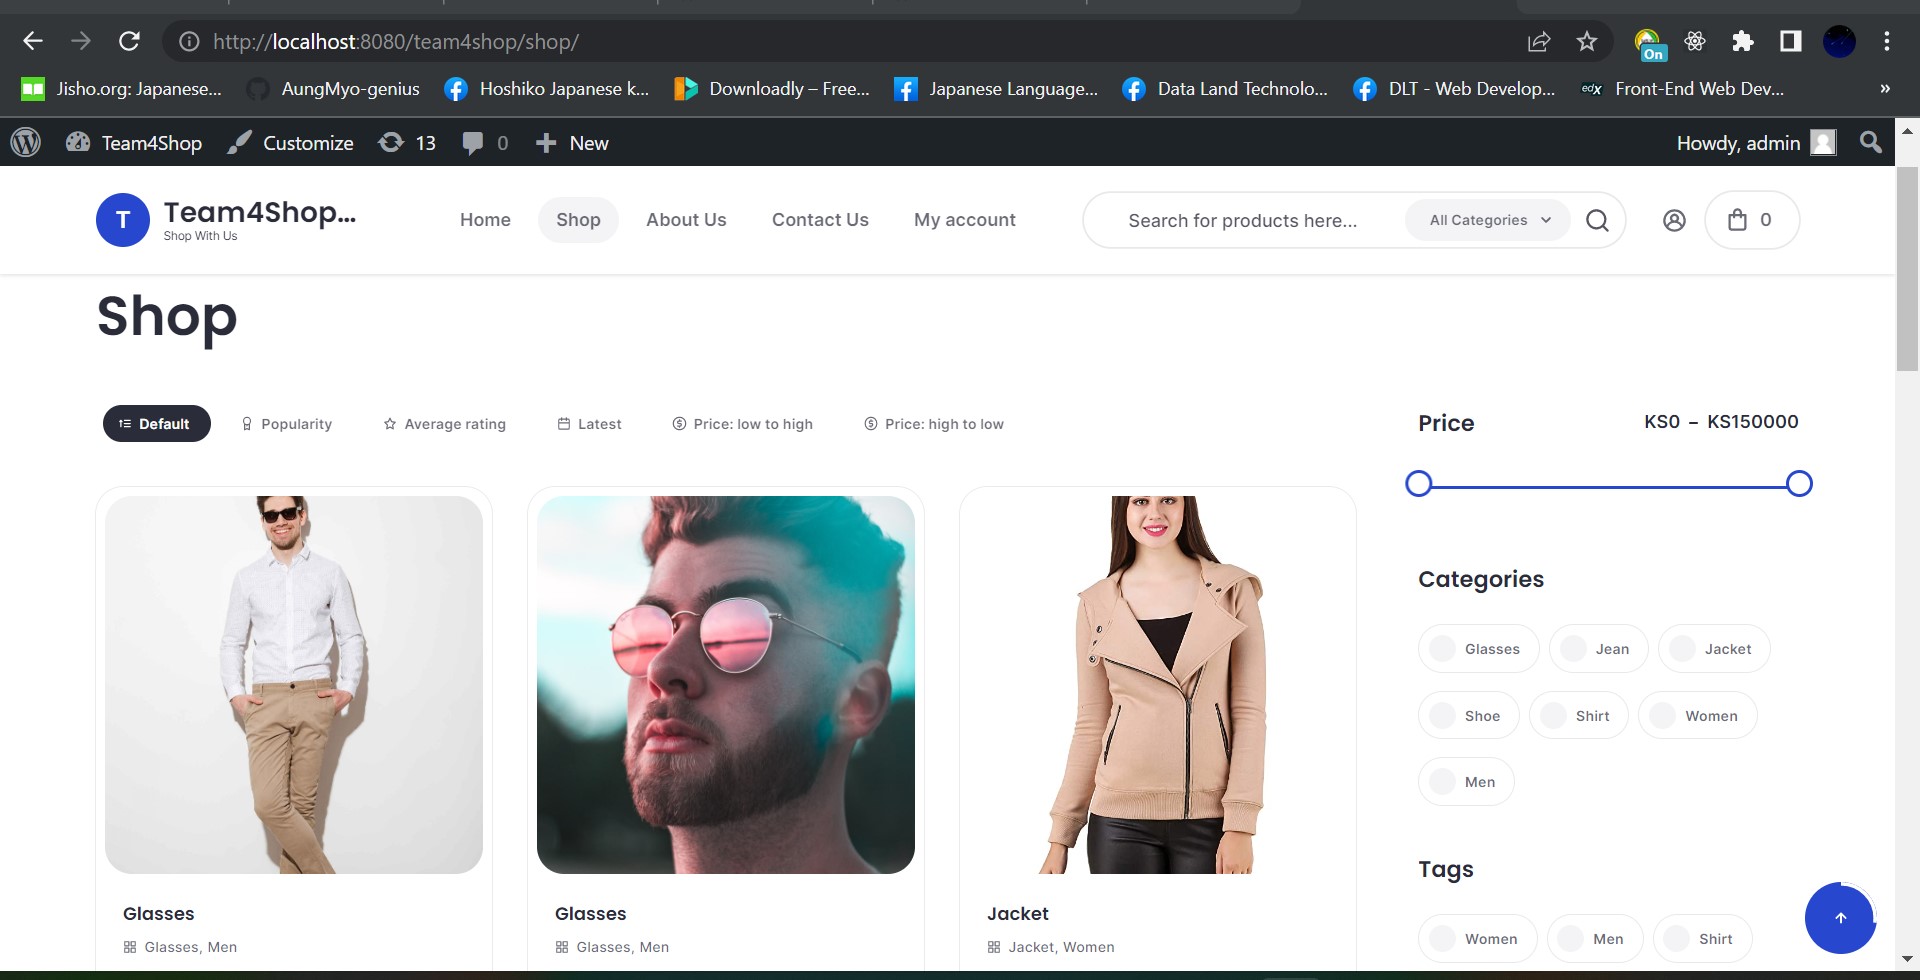 http://localhost:8080/team4shop/shop/
On
Jisho.org: Japanese... AungMyo-genius Hoshiko Japanese k... Downloadly – Free... Japanese Language... Data Land Technolo... DLT - Web Develop... edX Front-End Web Dev... »
Team4Shop Customize 13 0 New Howdy, admin
T Team4Shop... Home Shop About Us Contact Us My account Search for products here... All Categories 0
Shop With Us
Shop
Default Popularity Average rating Latest Price: low to high Price: high to low
Price KS0 – KS150000
Categories
Glasses Jean Jacket
Shoe Shirt Women
Men
Tags
Women Men Shirt
Glasses
Glasses, Men
Glasses
Glasses, Men
Jacket
Jacket, Women